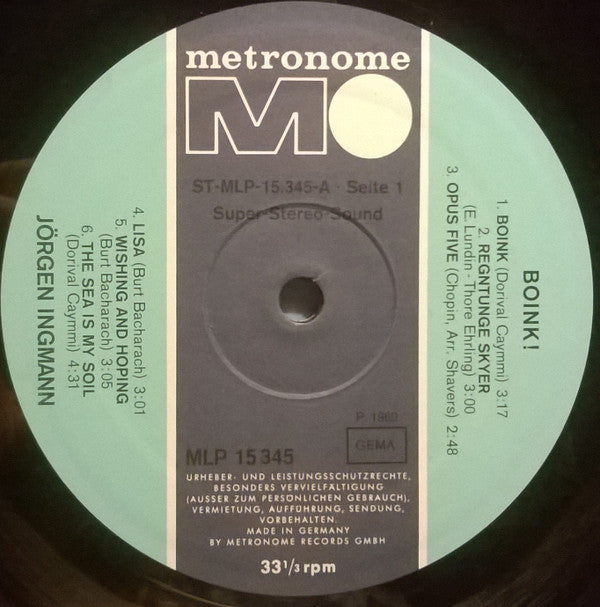 metronome
ST-MLP-15.345-A · Seite 1
Super-Stereo-Sound
BOINK!
1. BOINK (Dorival Caymmi) 3:17
2. REGNTUNGE SKYER
(E. Lundin - Thore Ehrling) 3:00
3. OPUS FIVE (Chopin, Arr. Shavers) 2:48
4. LISA (Burt Bacharach) 3:01
5. WISHING AND HOPING
(Burt Bacharach) 3:05
6. THE SEA IS MY SOIL
(Dorival Caymmi) 4:31
JÖRGEN INGMANN
P. 1969
GEMA
MLP 15345
URHEBER- UND LEISTUNGSSCHUTZRECHTE,
BESONDERS VERVIELFÄLTIGUNG
(AUSSER ZUM PERSÖNLICHEN GEBRAUCH),
VERMIETUNG, AUFFÜHRUNG, SENDUNG,
VORBEHALTEN.
MADE IN GERMANY
BY METRONOME RECORDS GMBH
33 1/3 rpm